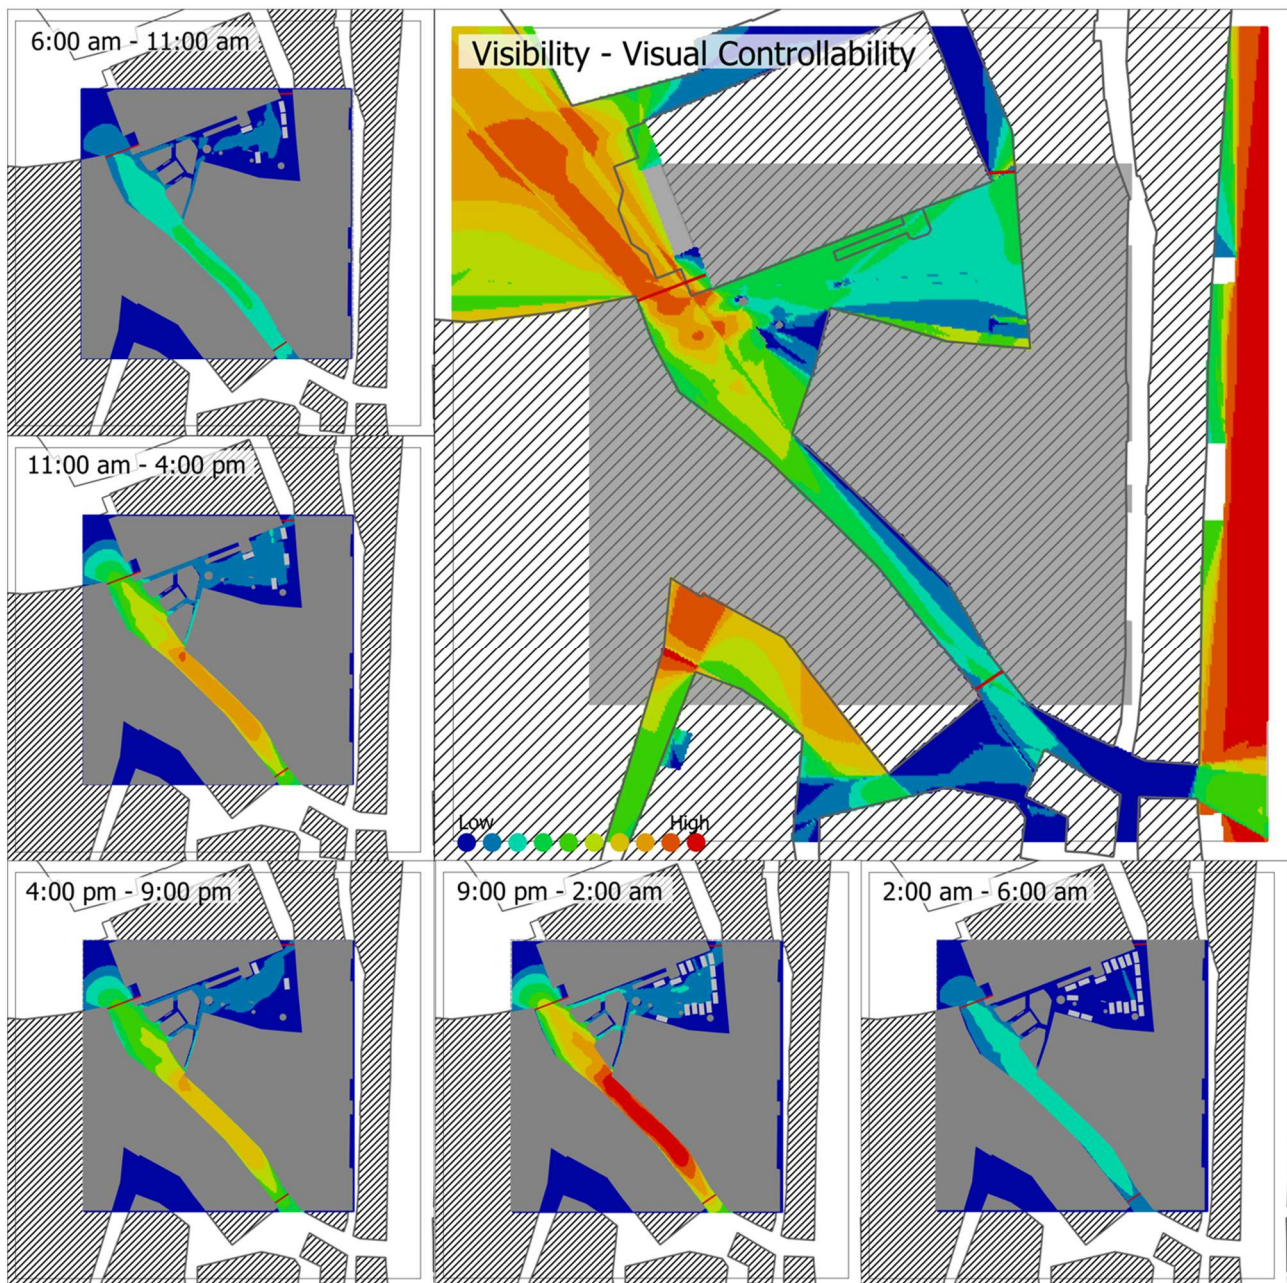 6:00 am - 11:00 am
Visibility - Visual Controllability
11:00 am - 4:00 pm
Low High
4:00 pm - 9:00 pm
9:00 pm - 2:00 am
2:00 am - 6:00 am